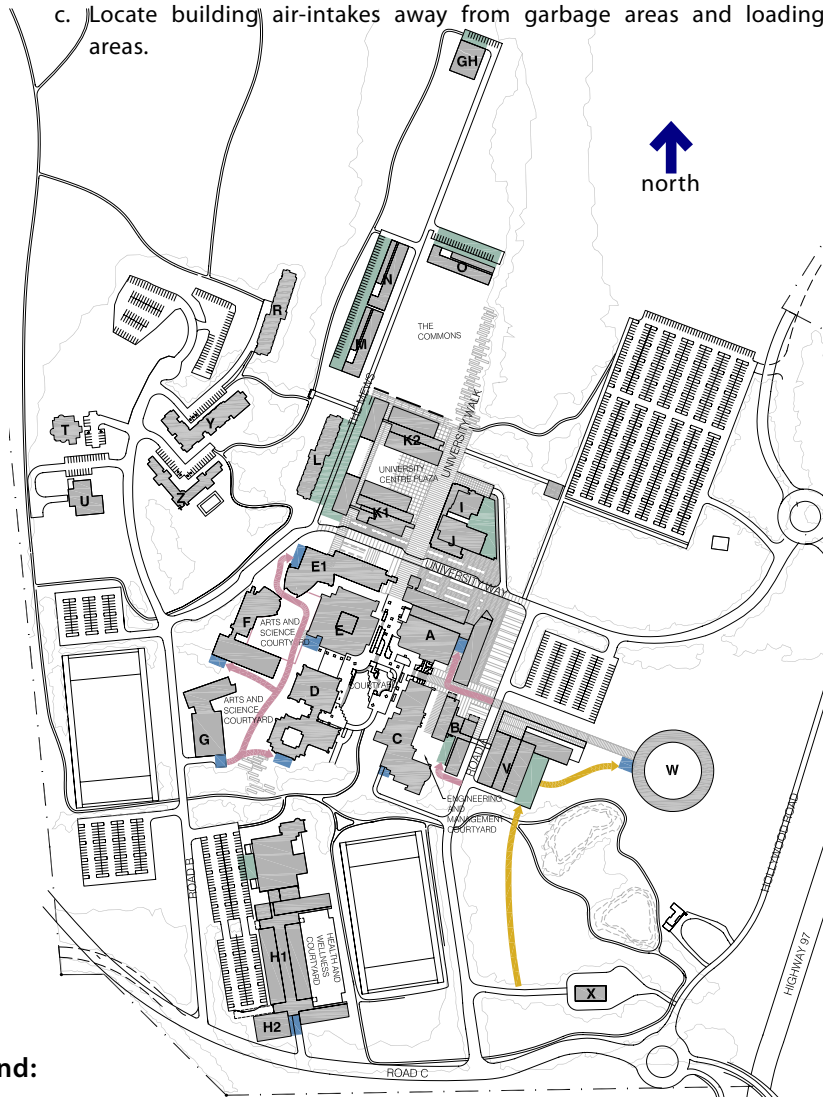 c. Locate building air-intakes away from garbage areas and loading
areas.
GH
north
N
O
R
THE
COMMONS
M
UNIVERSITY WALK
T
Y
K2
L
UNIVERSITY
CENTRE PLAZA
U
Z
I
K1
J
E1
UNIVERSITY WAY
F
ARTS AND
SCIENCE
COURTYARD
E
A
D
COURTYARD
ARTS AND
SCIENCE
COURTYARD
G
B
C
ROAD A
V
W
ENGINEERING
AND
MANAGEMENT
COURTYARD
HOLLYWOOD ROAD
ROAD B
H1
HEALTH AND
WELLNESS
COURTYARD
HIGHWAY 97
X
H2
ROAD C
nd: